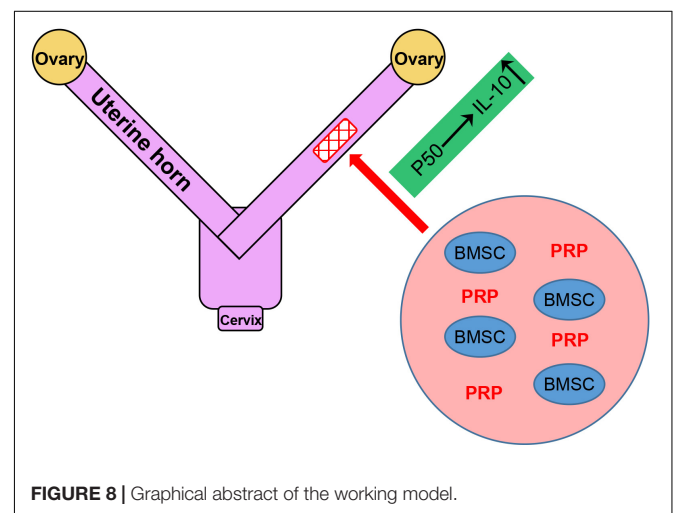 Ovary
Ovary
Uterine horn
P50 → IL-10 ↑
Cervix
BMSC
PRP
PRP
BMSC
BMSC
PRP
BMSC
PRP
FIGURE 8 | Graphical abstract of the working model.